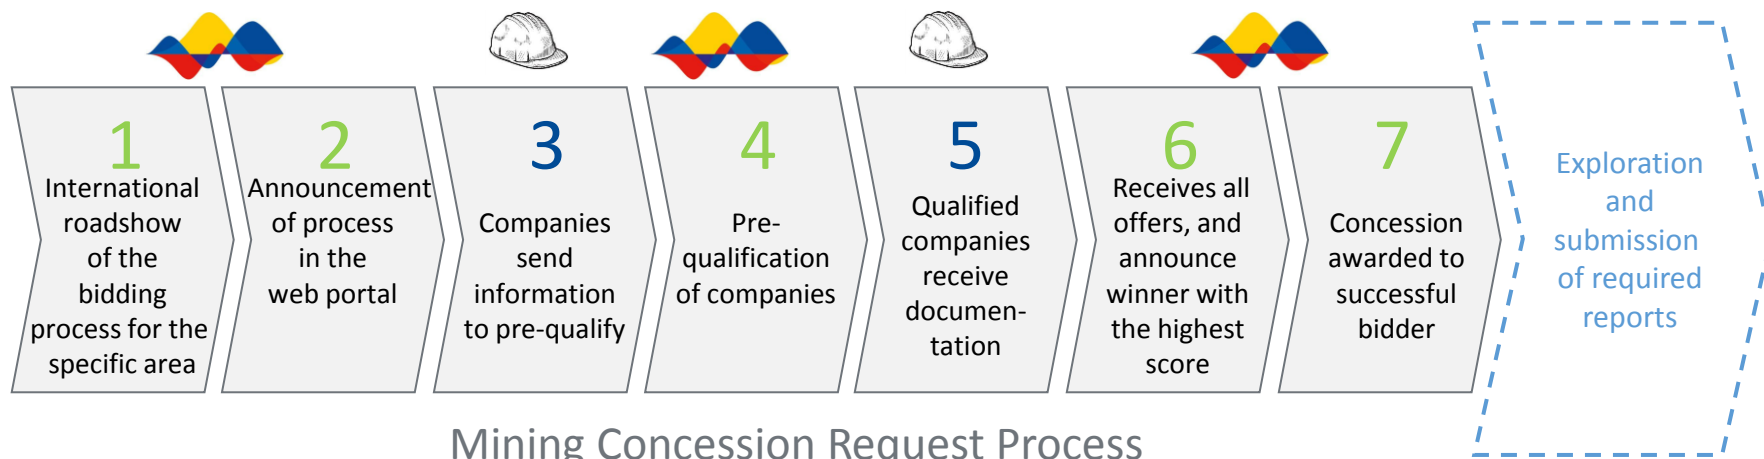 1
International
roadshow
of the
bidding
process for the
specific area
2
Announcement
of process
in the
web portal
3
Companies
send
information
to pre-qualify
4
Pre-
qualification
of companies
5
Qualified
companies
receive
documen-
tation
6
Receives all
offers, and
announce
winner with
the highest
score
7
Concession
awarded to
successful
bidder
Exploration
and
submission
of required
reports
Mining Concession Request Process